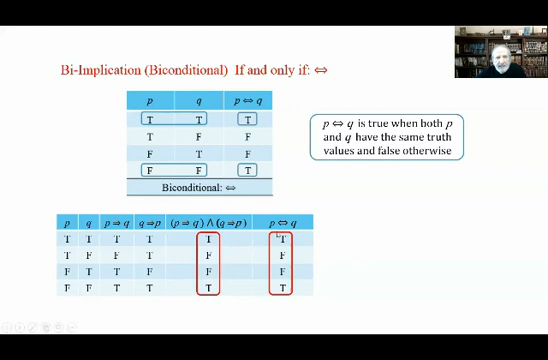 Bi-Implication (Biconditional) If and only if: ⇔
p q p ⇔ q
T T T
T F F
F T F
F F T
Biconditional: ⇔
p ⇔ q is true when both p
and q have the same truth
values and false otherwise
p q p ⇒ q q ⇒ p (p ⇒ q) ⋀ (q ⇒ p) p ⇔ q
T T T T T T
T F F T F F
F T T F F F
F F T T T T